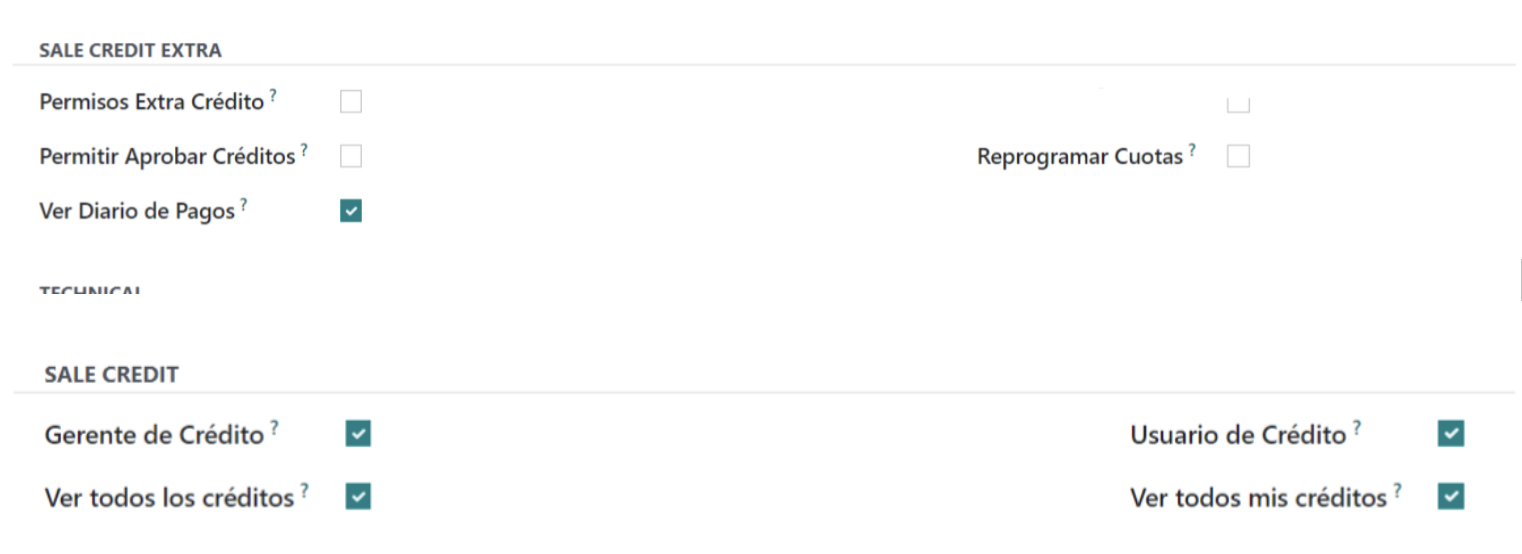 SALE CREDIT EXTRA
Permisos Extra Crédito ?
Permitir Aprobar Créditos ?
Reprogramar Cuotas ?
Ver Diario de Pagos ?
TECHNICAL
SALE CREDIT
Gerente de Crédito ?
Usuario de Crédito ?
Ver todos los créditos ?
Ver todos mis créditos ?